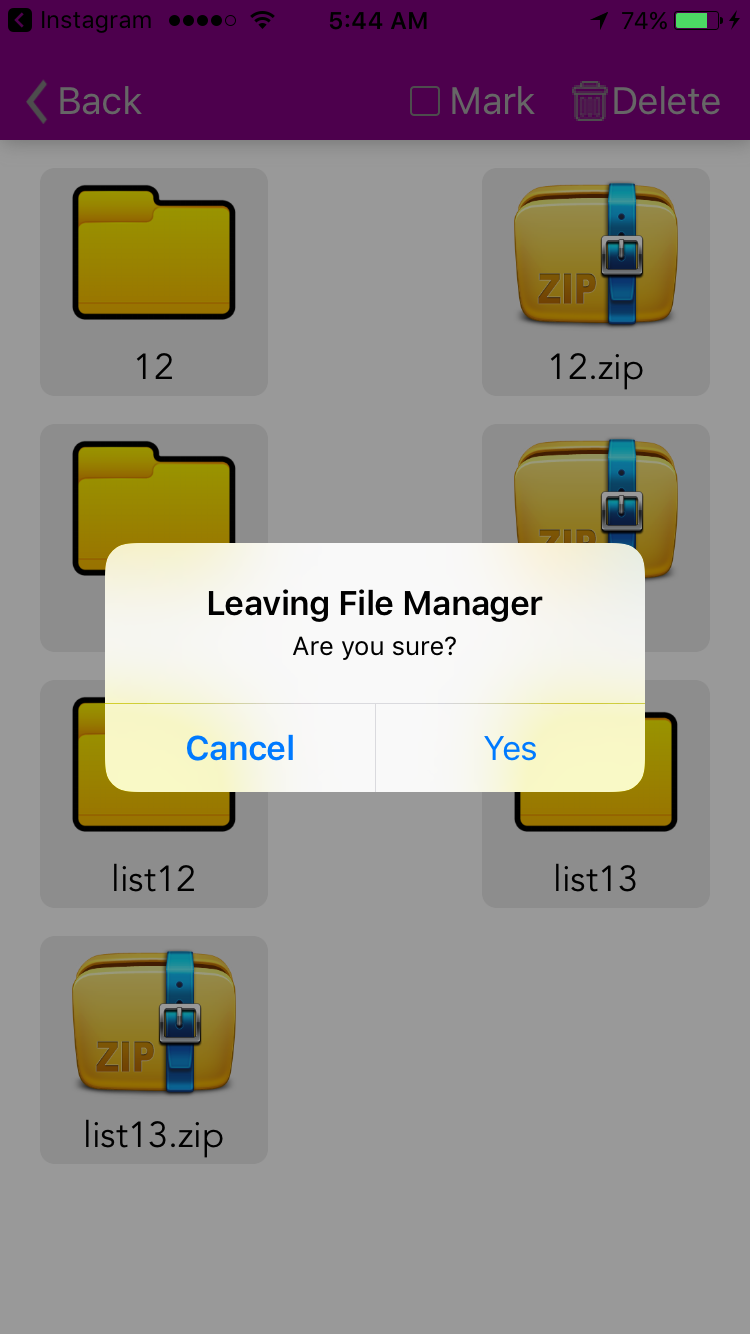 Instagram 5:44 AM 74%
Back Mark Delete
ZIP
12 12.zip
Leaving File Manager
Are you sure?
Cancel Yes
list12 list13
ZIP
list13.zip